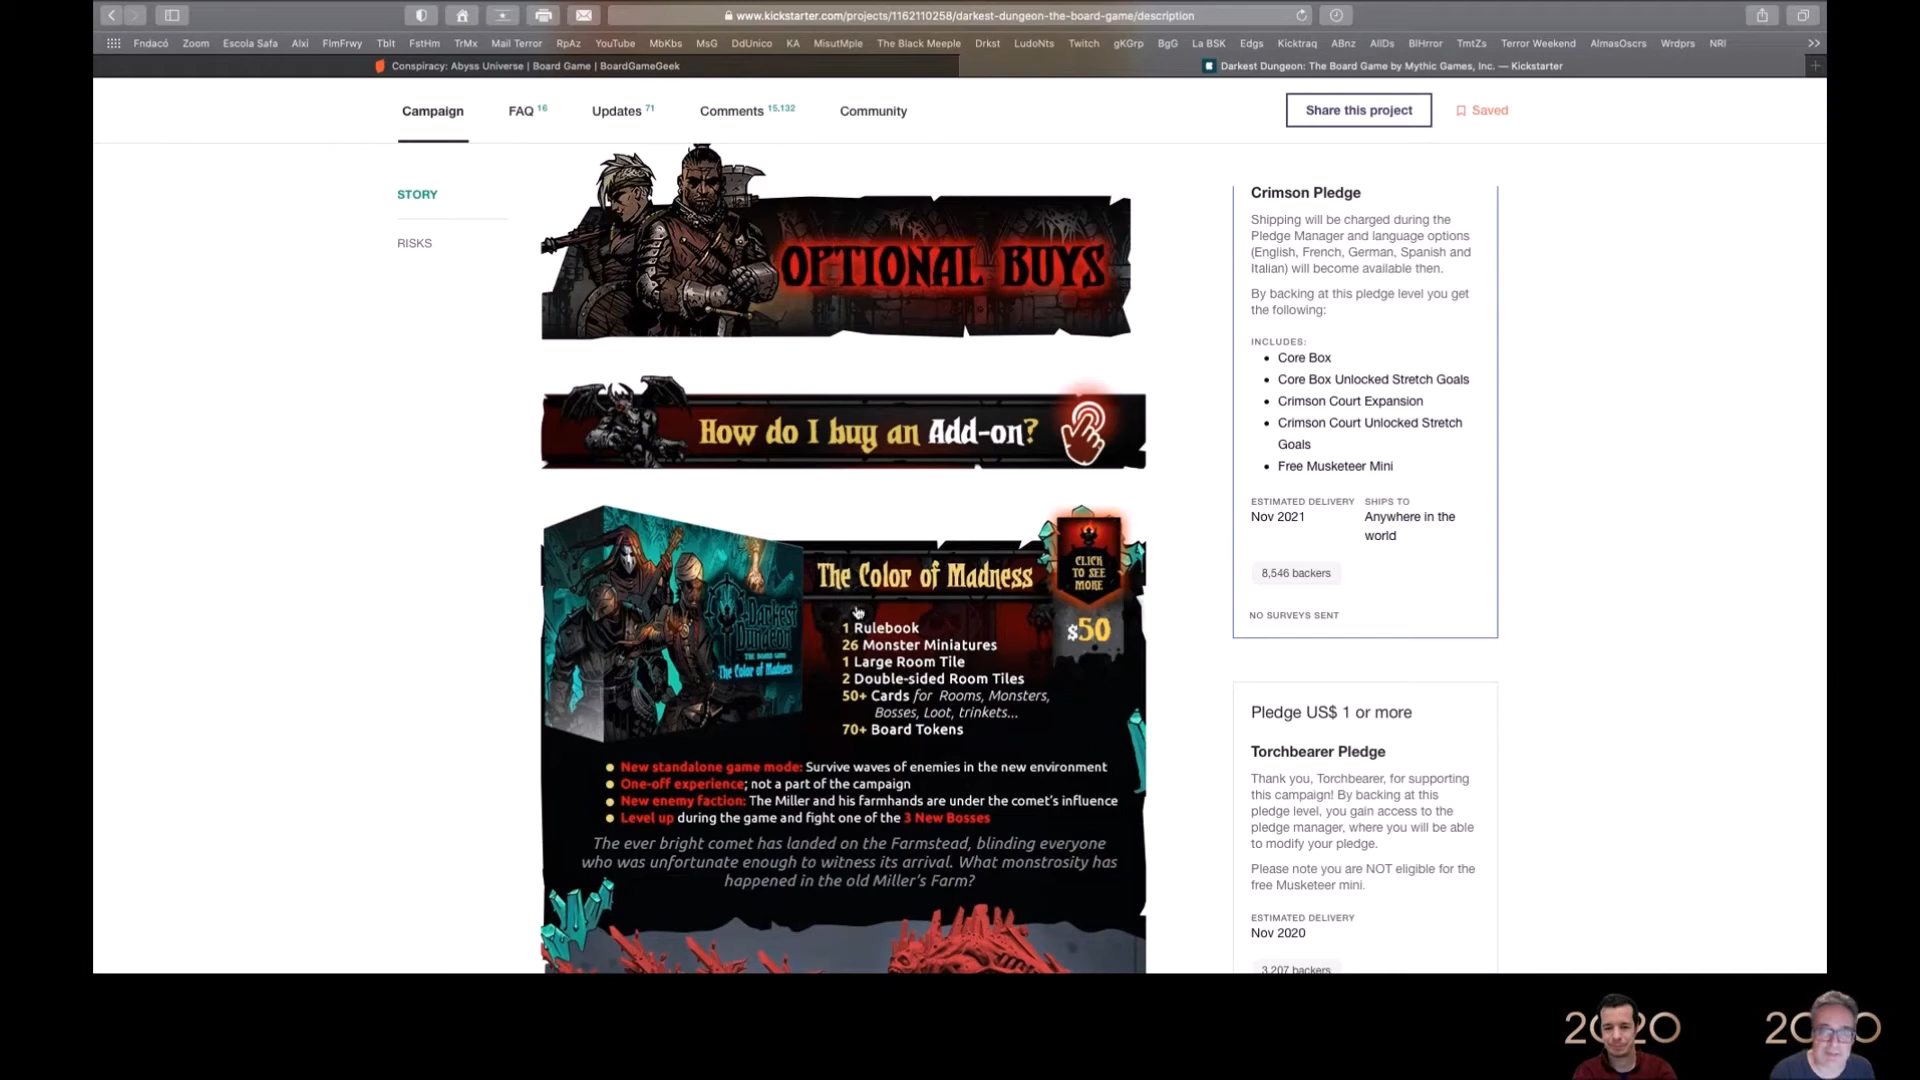 www.kickstarter.com/projects/1162110258/darkest-dungeon-the-board-game/description
Fndacó Zoom Escola Safa Alxi FlmFrwy Tblt FstHm TrMx Mail Terror RpAz YouTube MbKbs MsG DdUnico KA MisutMple The Black Meeple Drkst LudoNts Twitch gKGrp BgG La BSK Edgs Kicktraq ABnz AllDs BlHrror TmtZs Terror Weekend AlmasOscrs Wrdprs NRI
Conspiracy: Abyss Universe | Board Game | BoardGameGeek
Darkest Dungeon: The Board Game by Mythic Games, Inc. — Kickstarter
Campaign FAQ 16 Updates 71 Comments 15,132 Community
Share this project
Saved
STORY
RISKS
OPTIONAL BUYS
How do I buy an Add-on?
Darkest
Dungeon
THE BOARD GAME
The Color of Madness
The Color of Madness
CLICK
TO SEE
MORE
$50
1 Rulebook
26 Monster Miniatures
1 Large Room Tile
2 Double-sided Room Tiles
50+ Cards for Rooms, Monsters,
Bosses, Loot, trinkets...
70+ Board Tokens
New standalone game mode: Survive waves of enemies in the new environment
One-off experience; not a part of the campaign
New enemy faction: The Miller and his farmhands are under the comet's influence
Level up during the game and fight one of the 3 New Bosses
The ever bright comet has landed on the Farmstead, blinding everyone
who was unfortunate enough to witness its arrival. What monstrosity has
happened in the old Miller's Farm?
Crimson Pledge
Shipping will be charged during the
Pledge Manager and language options
(English, French, German, Spanish and
Italian) will become available then.
By backing at this pledge level you get
the following:
INCLUDES:
Core Box
Core Box Unlocked Stretch Goals
Crimson Court Expansion
Crimson Court Unlocked Stretch
Goals
Free Musketeer Mini
ESTIMATED DELIVERY
Nov 2021
SHIPS TO
Anywhere in the
world
8,546 backers
NO SURVEYS SENT
Pledge US$ 1 or more
Torchbearer Pledge
Thank you, Torchbearer, for supporting
this campaign! By backing at this
pledge level, you gain access to the
pledge manager, where you will be able
to modify your pledge.
Please note you are NOT eligible for the
free Musketeer mini.
ESTIMATED DELIVERY
Nov 2020
3,207 backers
2020
2020